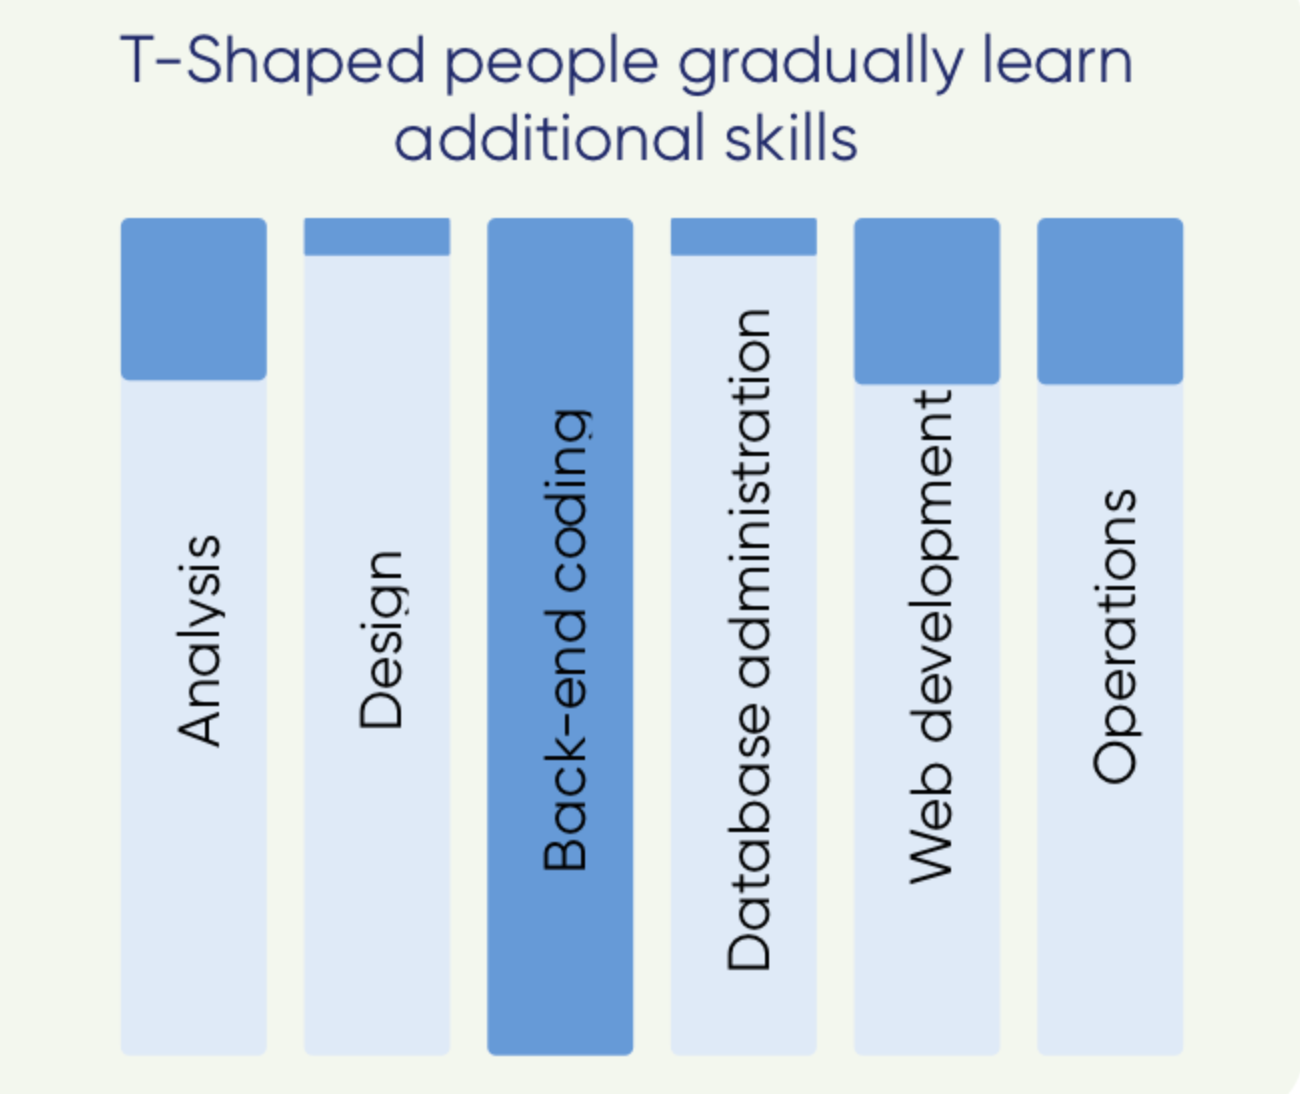 T-Shaped people gradually learn
additional skills
Analysis
Design
Back-end coding
Database administration
Web development
Operations